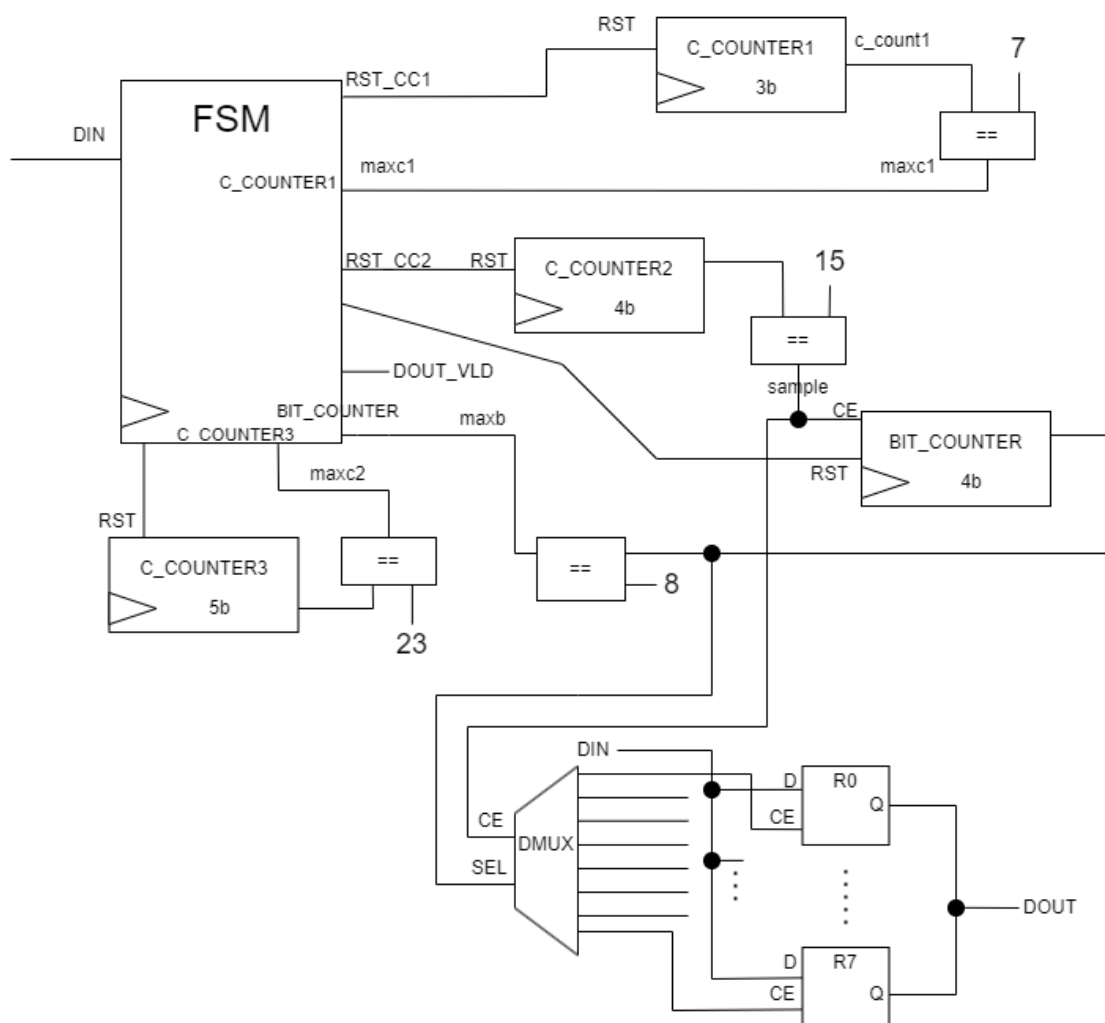 RST
C_COUNTER1
3b
c_count1
7
==
maxc1
FSM
DIN
RST_CC1
maxc1
C_COUNTER1
RST_CC2
RST
C_COUNTER2
4b
15
==
sample
DOUT_VLD
BIT_COUNTER
maxb
C_COUNTER3
CE
BIT_COUNTER
RST
4b
maxc2
RST
C_COUNTER3
5b
==
23
==
8
DIN
CE
DMUX
SEL
D
R0
CE
Q
DOUT
D
R7
CE
Q